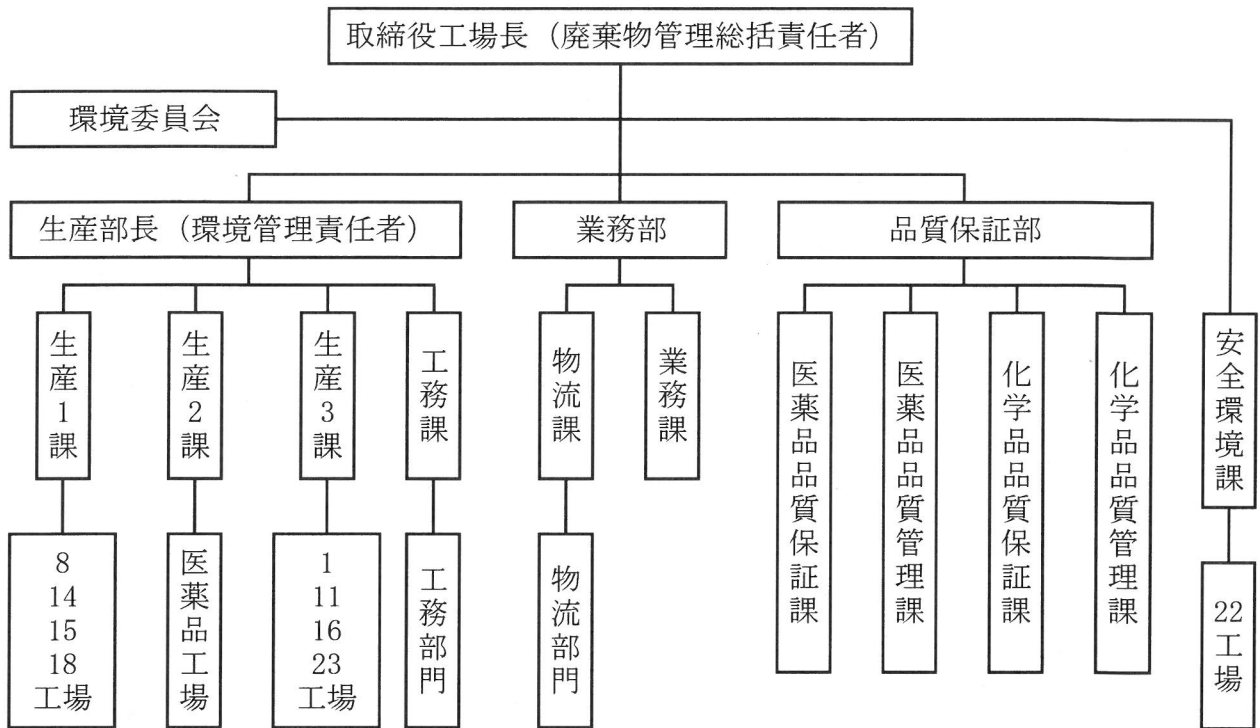 取締役工場長（廃棄物管理総括責任者）
環境委員会
生産部長（環境管理責任者）
業務部
品質保証部
生産1課
生産2課
生産3課
工務課
物流課
業務課
医薬品品質保証課
医薬品品質管理課
化学品品質保証課
化学品品質管理課
安全環境課
8
14
15
18
工場
医薬品工場
1
11
16
23
工場
工務部門
物流部門
22工場